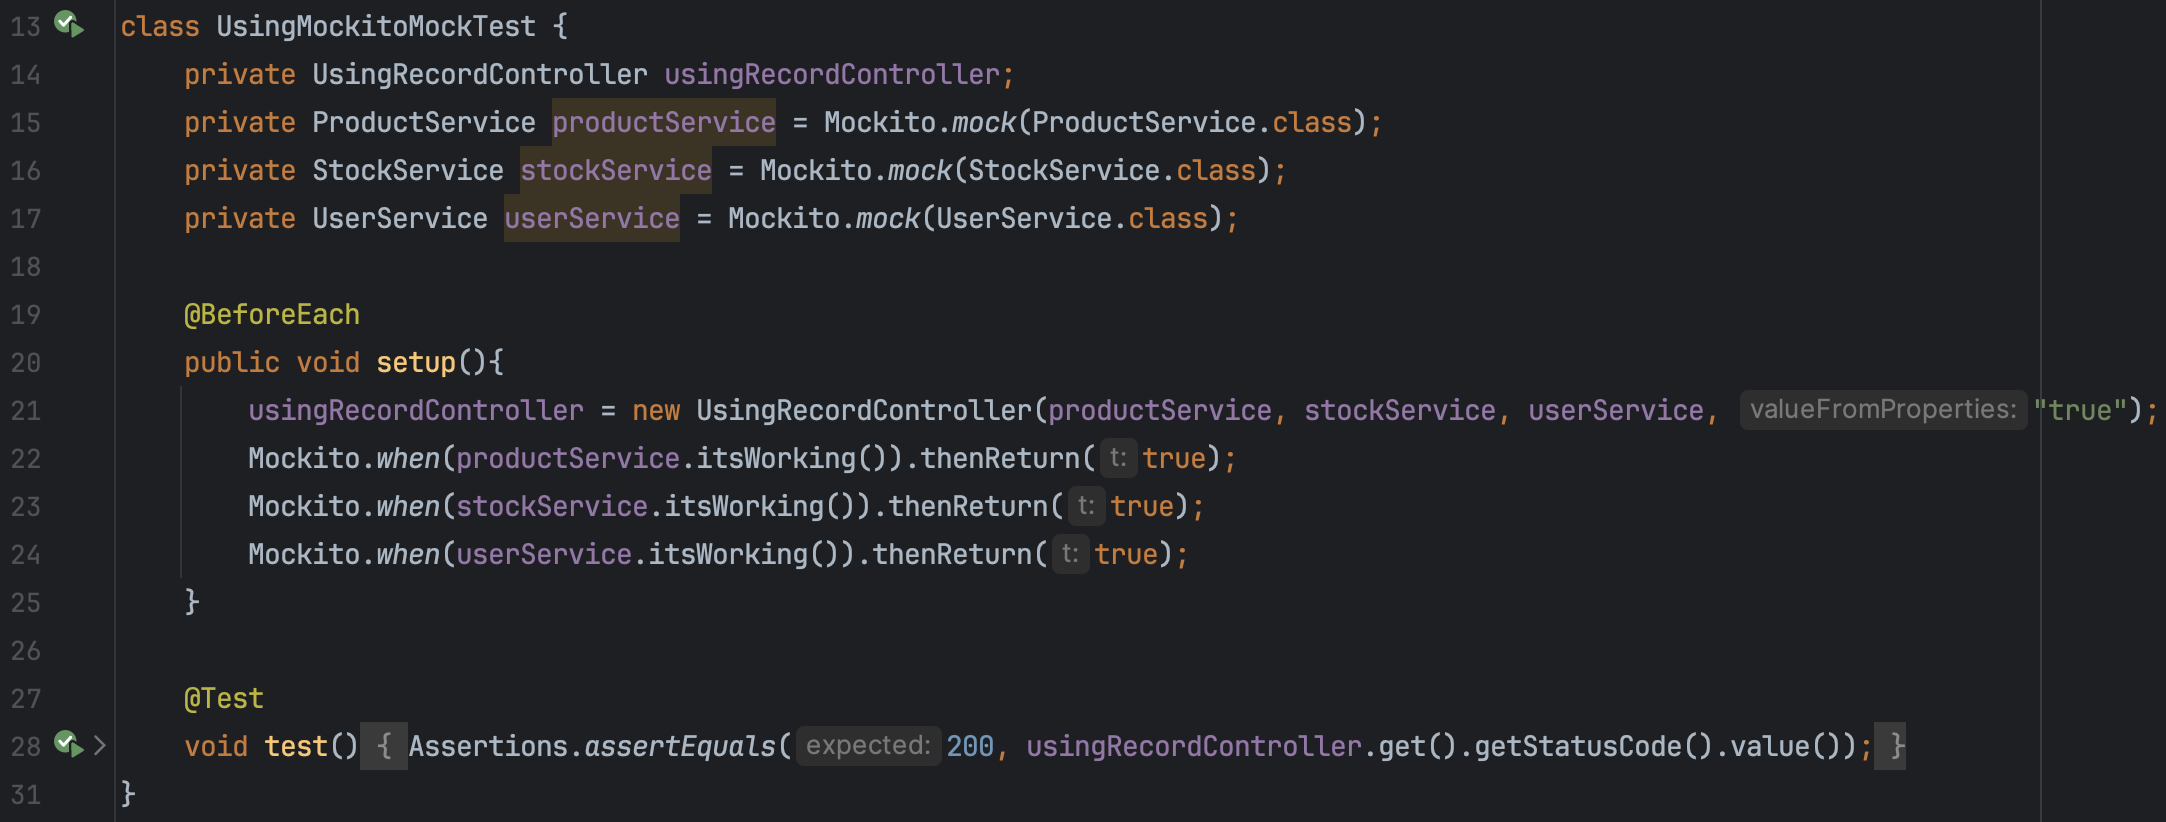 13 class UsingMockitoMockTest {
14 private UsingRecordController usingRecordController;
15 private ProductService productService = Mockito.mock(ProductService.class);
16 private StockService stockService = Mockito.mock(StockService.class);
17 private UserService userService = Mockito.mock(UserService.class);
18
19 @BeforeEach
20 public void setup(){
21 usingRecordController = new UsingRecordController(productService, stockService, userService, valueFromProperties: "true");
22 Mockito.when(productService.itsWorking()).thenReturn( t: true);
23 Mockito.when(stockService.itsWorking()).thenReturn( t: true);
24 Mockito.when(userService.itsWorking()).thenReturn( t: true);
25 }
26
27 @Test
28 void test() { Assertions.assertEquals( expected: 200, usingRecordController.get().getStatusCode().value()); }
31 }